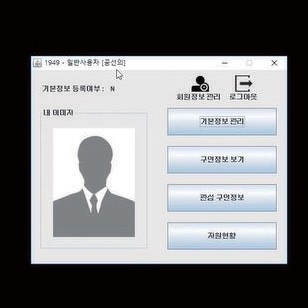 1949 - 일반사용자 [공선의]
기본정보 등록여부 : N
회원정보관리 로그아웃
내 이미지
기본정보 관리
구인정보 보기
관심 구인정보
지원현황